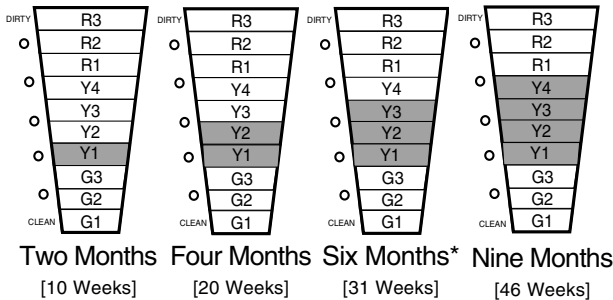 DIRTY R3 DIRTY R3 DIRTY R3 DIRTY R3
R2 R2 R2 R2
R1 R1 R1 R1
Y4 Y4 Y4 Y4
Y3 Y3 Y3 Y3
Y2 Y2 Y2 Y2
Y1 Y1 Y1 Y1
G3 G3 G3 G3
G2 G2 G2 G2
CLEAN G1 CLEAN G1 CLEAN G1 CLEAN G1
Two Months Four Months Six Months* Nine Months
[10 Weeks] [20 Weeks] [31 Weeks] [46 Weeks]